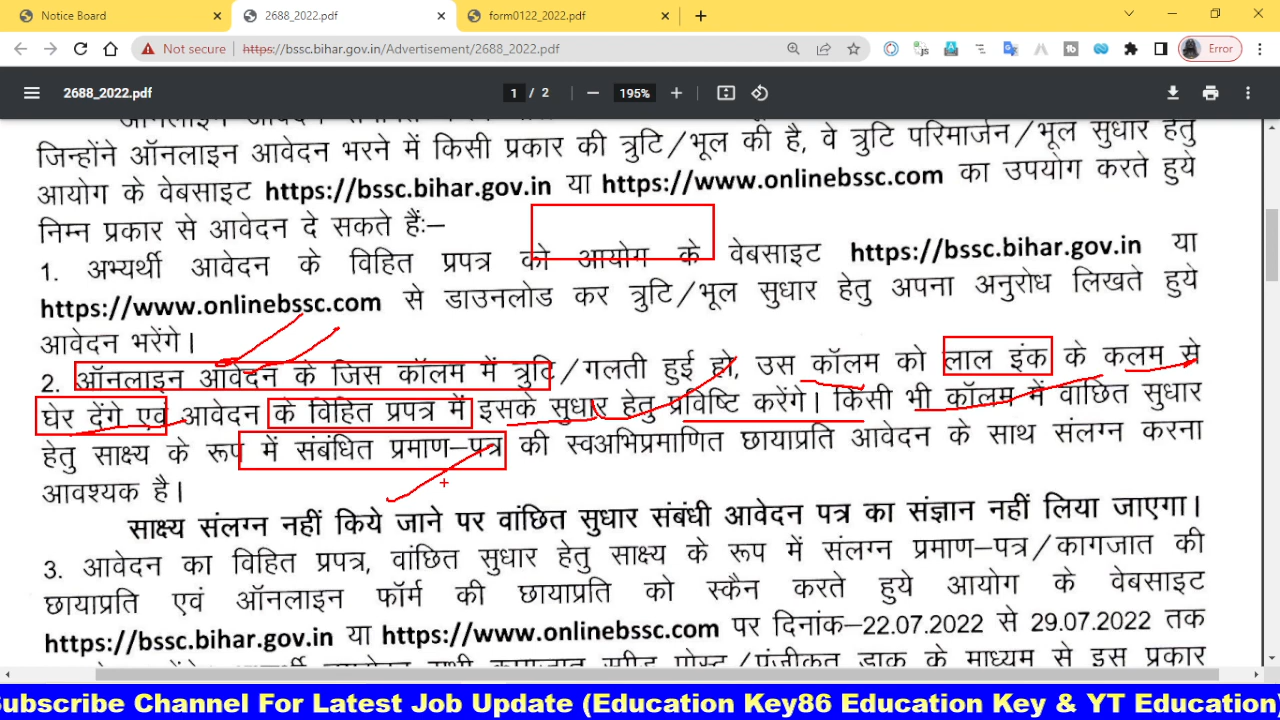 Notice Board
2688_2022.pdf
form0122_2022.pdf
Not secure https://bssc.bihar.gov.in/Advertisement/2688_2022.pdf
Error
2688_2022.pdf
1 / 2
195%
जिन्होंने ऑनलाइन आवेदन भरने में किसी प्रकार की त्रुटि/भूल की है, वे त्रुटि परिमार्जन/भूल सुधार हेतु
आयोग के वेबसाइट https://bssc.bihar.gov.in या https://www.onlinebssc.com का उपयोग करते हुये
निम्न प्रकार से आवेदन दे सकते हैं:–
1. अभ्यर्थी आवेदन के विहित प्रपत्र को आयोग के वेबसाइट https://bssc.bihar.gov.in या
https://www.onlinebssc.com से डाउनलोड कर त्रुटि/भूल सुधार हेतु अपना अनुरोध लिखते हुये
आवेदन भरेंगे।
2. ऑनलाइन आवेदन के जिस कॉलम में त्रुटि/गलती हुई हो, उस कॉलम को लाल इंक के कलम से
घेर देंगे एवं आवेदन के विहित प्रपत्र में इसके सुधार हेतु प्रविष्टि करेंगे। किसी भी कॉलम में वांछित सुधार
हेतु साक्ष्य के रूप में संबंधित प्रमाण–पत्र की स्वअभिप्रमाणित छायाप्रति आवेदन के साथ संलग्न करना
आवश्यक है।
साक्ष्य संलग्न नहीं किये जाने पर वांछित सुधार संबंधी आवेदन पत्र का संज्ञान नहीं लिया जाएगा।
3. आवेदन का विहित प्रपत्र, वांछित सुधार हेतु साक्ष्य के रूप में संलग्न प्रमाण–पत्र/कागजात की
छायाप्रति एवं ऑनलाइन फॉर्म की छायाप्रति को स्कैन करते हुये आयोग के वेबसाइट
https://bssc.bihar.gov.in या https://www.onlinebssc.com पर दिनांक–22.07.2022 से 29.07.2022 तक
कागजात स्पीड पोस्ट/पंजीकृत डाक के माध्यम से इस प्रकार
ubscribe Channel For Latest Job Update (Education Key86 Education Key & YT Education)